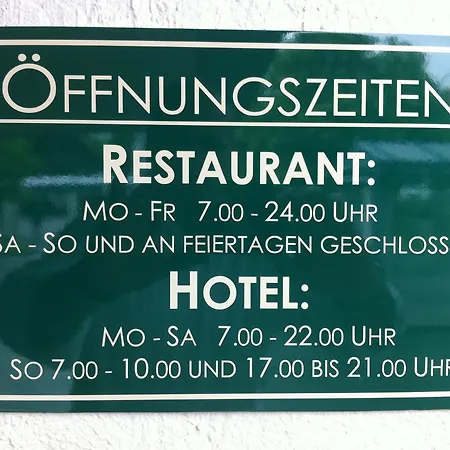 ÖFFNUNGSZEITEN
RESTAURANT:
MO - FR 7.00 - 24.00 UHR
SA - SO UND AN FEIERTAGEN GESCHLOSS
HOTEL:
MO - SA 7.00 - 22.00 UHR
SO 7.00 - 10.00 UND 17.00 BIS 21.00 UHR